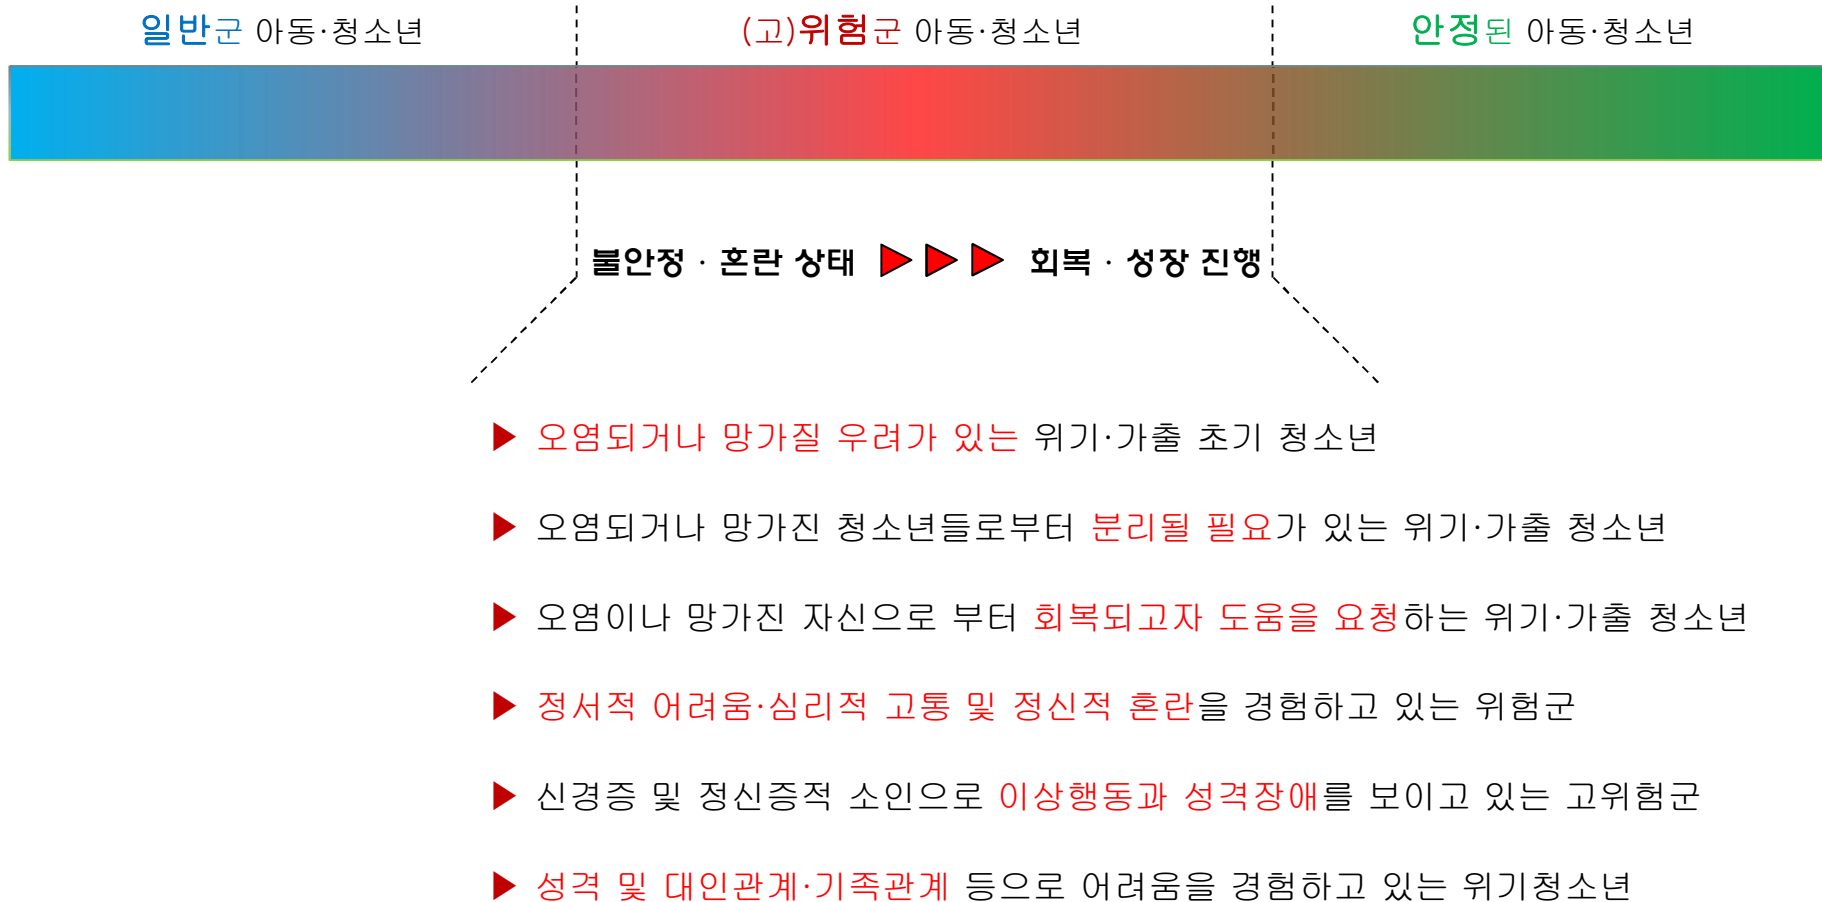 일반군 아동·청소년 (고)위험군 아동·청소년 안정된 아동·청소년
불안정 · 혼란 상태 ▶▶▶ 회복 · 성장 진행
▶ 오염되거나 망가질 우려가 있는 위기·가출 초기 청소년
▶ 오염되거나 망가진 청소년들로부터 분리될 필요가 있는 위기·가출 청소년
▶ 오염이나 망가진 자신으로 부터 회복되고자 도움을 요청하는 위기·가출 청소년
▶ 정서적 어려움·심리적 고통 및 정신적 혼란을 경험하고 있는 위험군
▶ 신경증 및 정신증적 소인으로 이상행동과 성격장애를 보이고 있는 고위험군
▶ 성격 및 대인관계·기족관계 등으로 어려움을 경험하고 있는 위기청소년